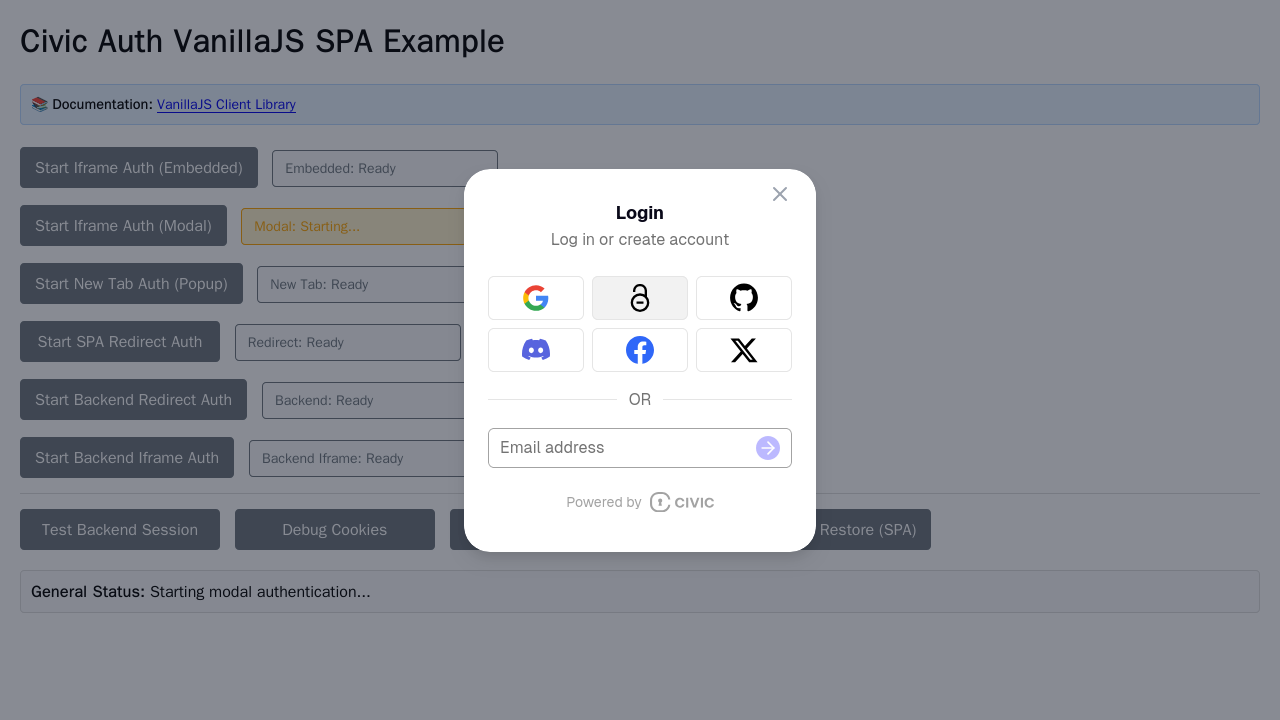 Civic Auth VanillaJS SPA Example
📚 Documentation: VanillaJS Client Library
Start Iframe Auth (Embedded)
Embedded: Ready
Start Iframe Auth (Modal)
Modal: Starting...
Start New Tab Auth (Popup)
New Tab: Ready
Start SPA Redirect Auth
Redirect: Ready
Start Backend Redirect Auth
Backend: Ready
Start Backend Iframe Auth
Backend Iframe: Ready
Test Backend Session
Debug Cookies
Restore (SPA)
General Status: Starting modal authentication...
Login
Log in or create account
OR
Email address
Powered by CIVIC